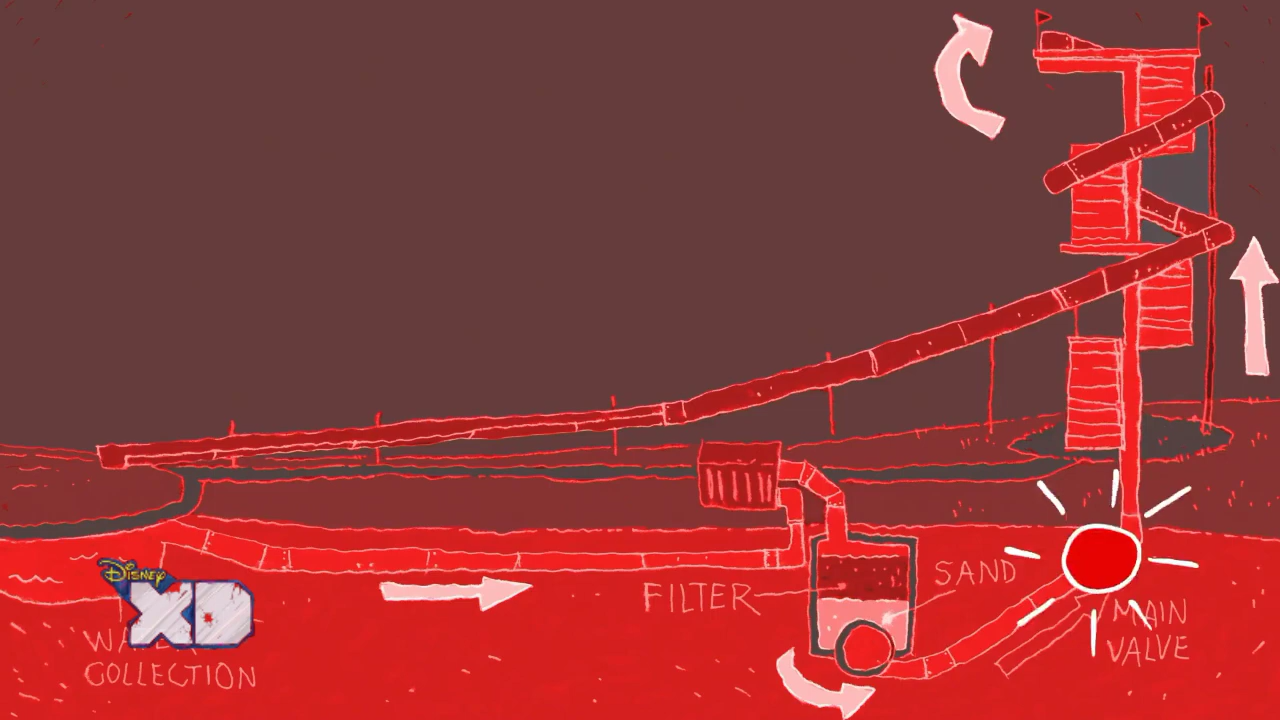 FILTER
SAND
MAIN
VALVE
DISNEY
XD
COLLECTION